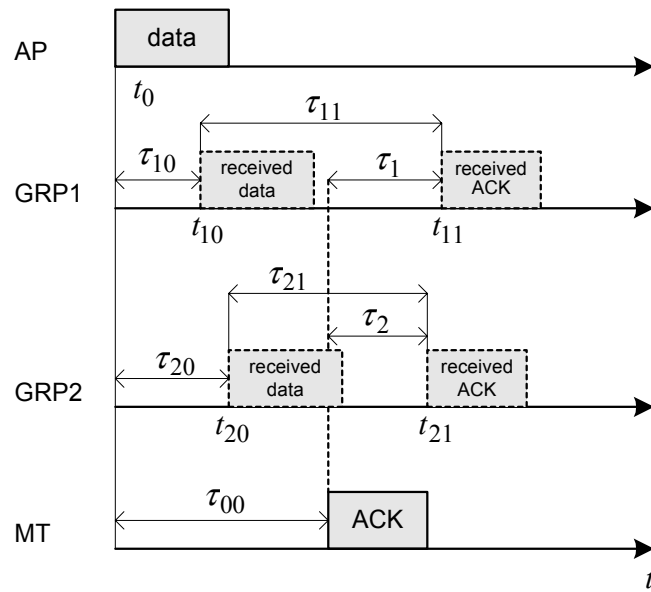 AP
data
t0
τ11
τ10
τ1
GRP1
received
data
received
ACK
t10
t11
τ21
τ2
τ20
GRP2
received
data
received
ACK
t20
t21
τ00
MT
ACK
t